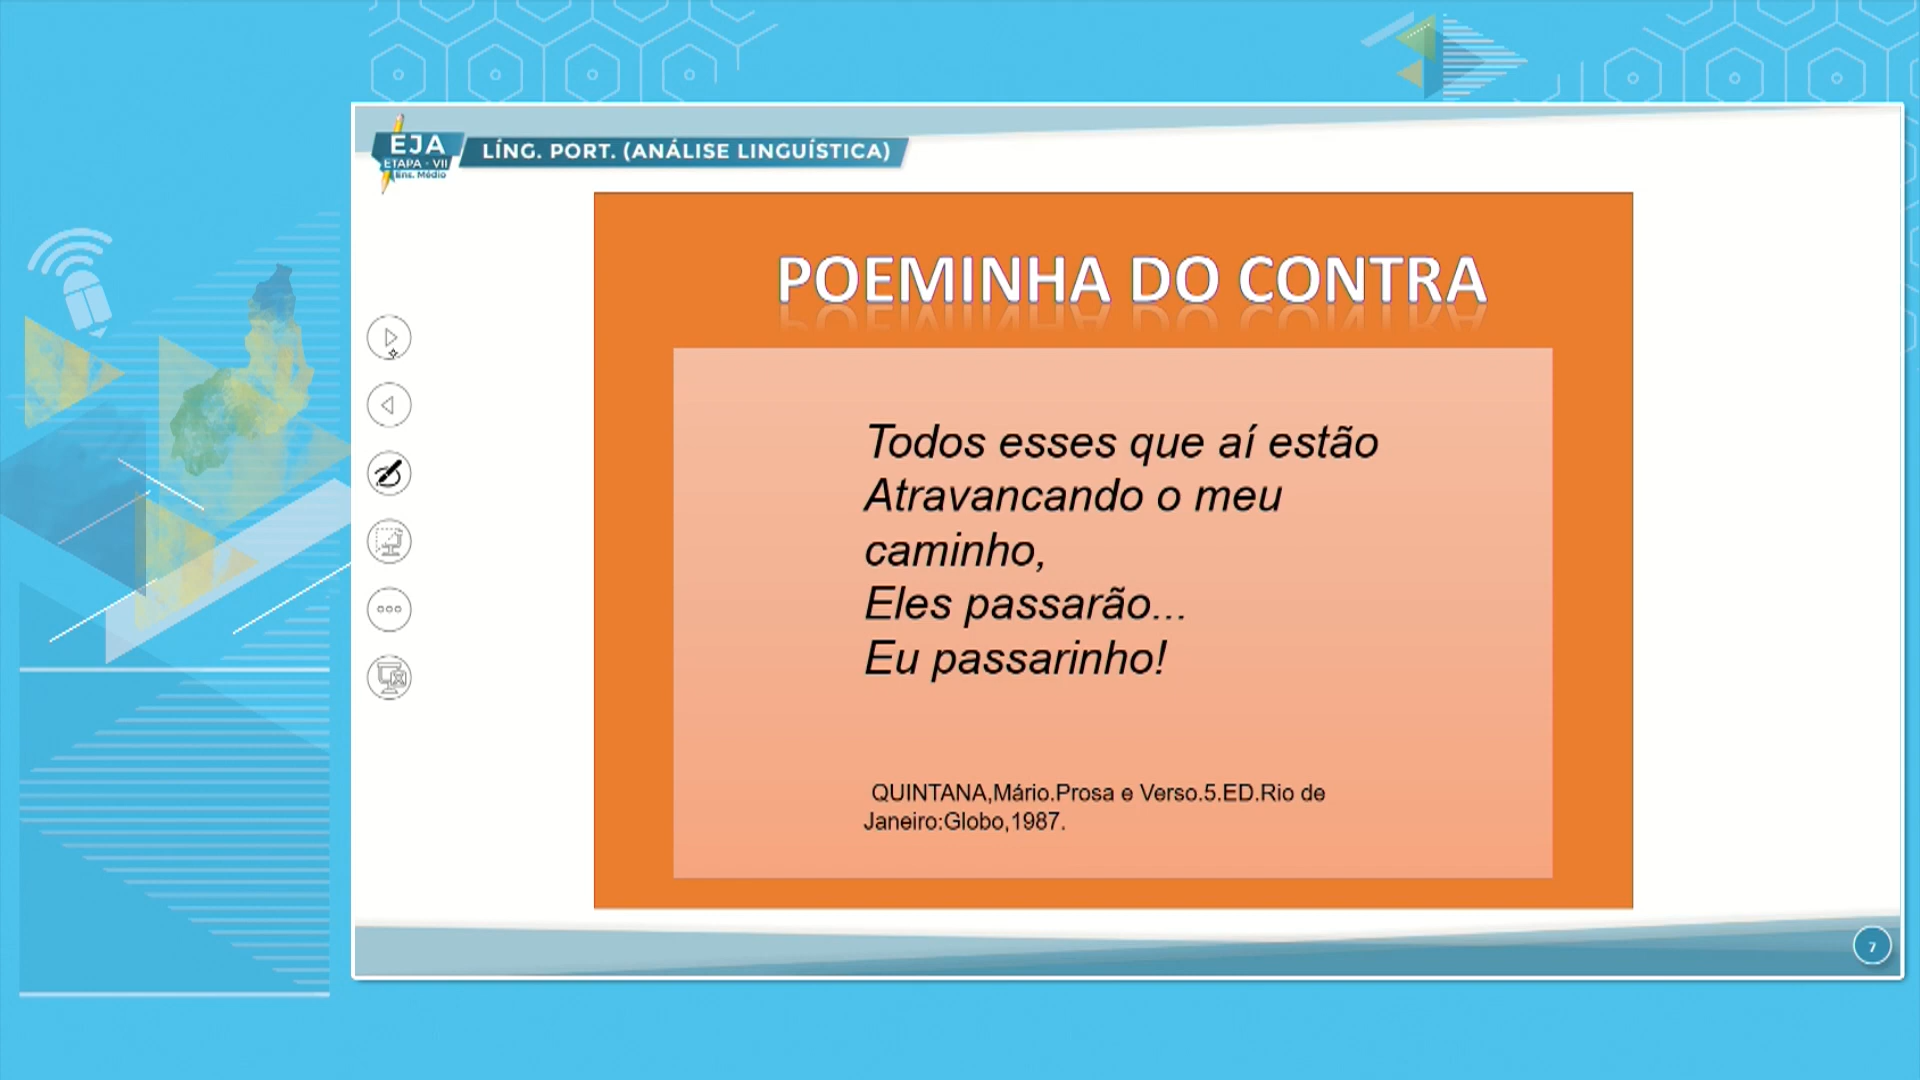 EJA
ETAPA - VII
Ens. Médio
LÍNG. PORT. (ANÁLISE LINGUÍSTICA)
POEMINHA DO CONTRA
Todos esses que aí estão
Atravancando o meu
caminho,
Eles passarão...
Eu passarinho!
QUINTANA,Mário.Prosa e Verso.5.ED.Rio de
Janeiro:Globo,1987.
7